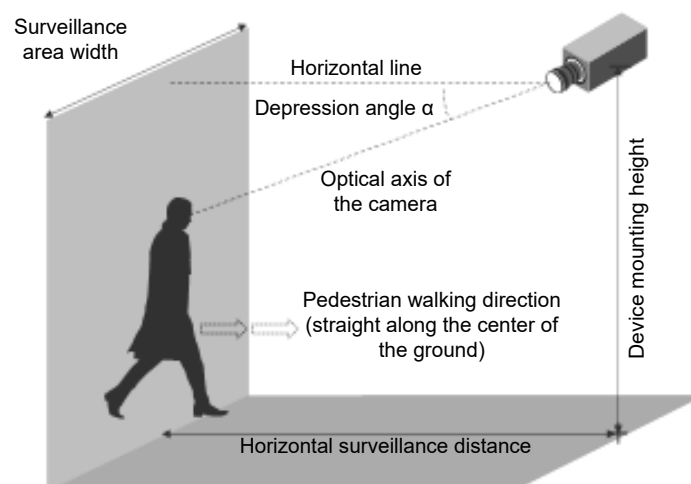 Surveillance
area width
Horizontal line
Depression angle α
Optical axis of
the camera
Device mounting height
Pedestrian walking direction
(straight along the center of
the ground)
Horizontal surveillance distance